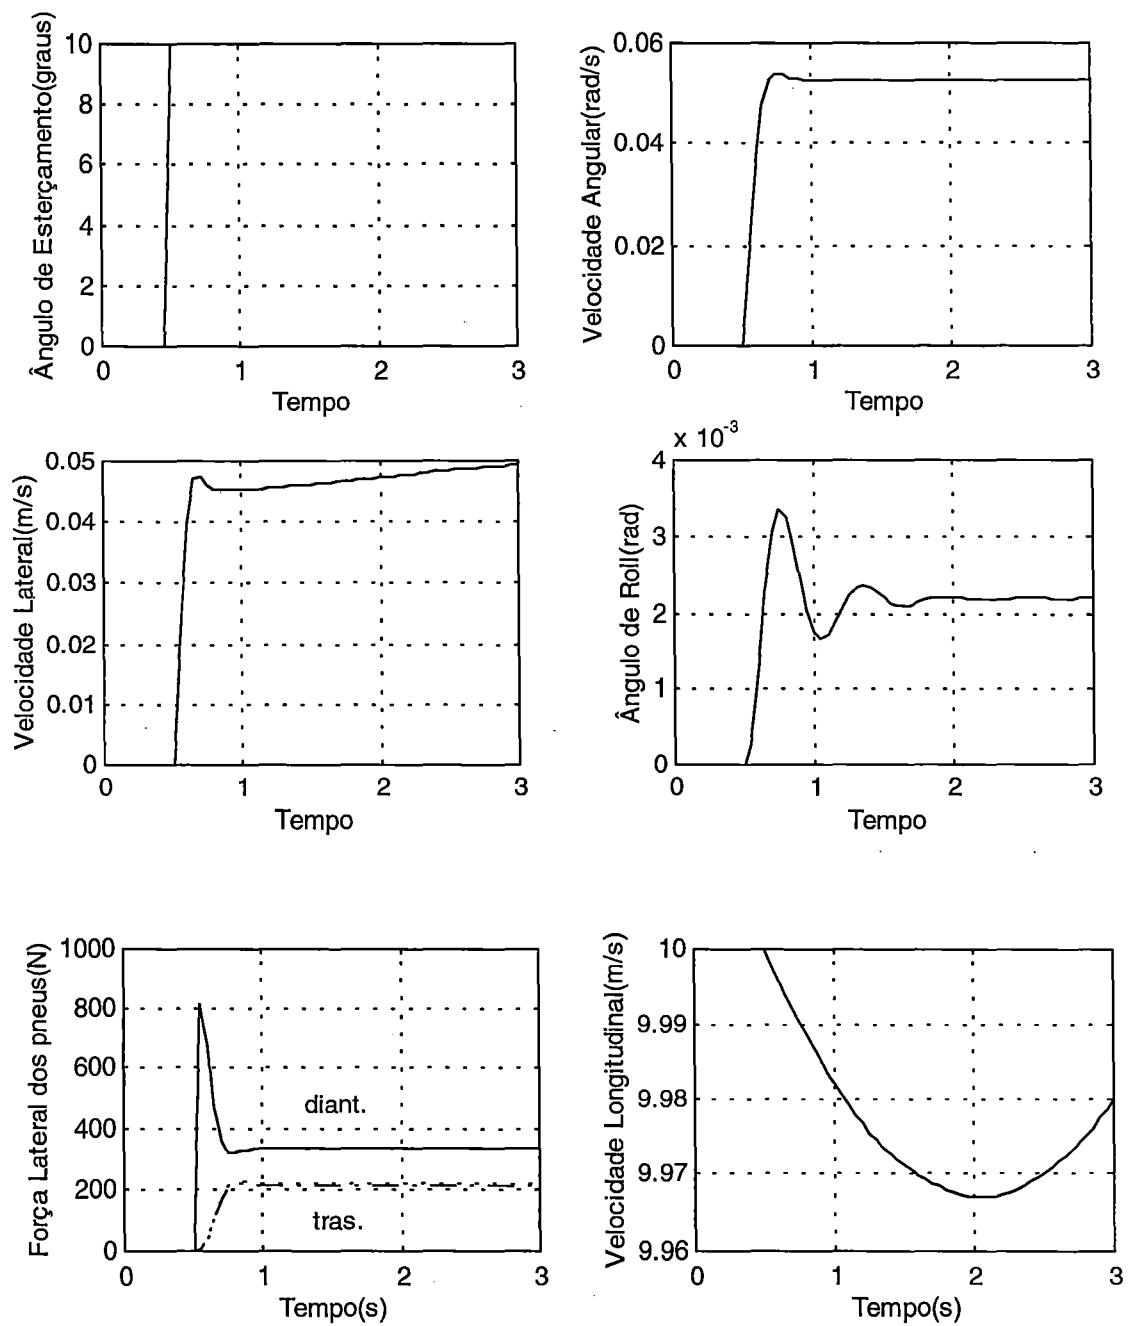 Ângulo de Esterçamento(graus)
10
8
6
4
2
0
0 1 2 3
Tempo
Velocidade Angular(rad/s)
0.06
0.04
0.02
0
0 1 2 3
Tempo
Velocidade Lateral(m/s)
0.05
0.04
0.03
0.02
0.01
0
0 1 2 3
Tempo
x 10-3
Ângulo de Roll(rad)
4
3
2
1
0
0 1 2 3
Tempo
Força Lateral dos pneus(N)
1000
800
600
400
200
0
diant.
tras.
0 1 2 3
Tempo(s)
Velocidade Longitudinal(m/s)
10
9.99
9.98
9.97
9.96
0 1 2 3
Tempo(s)